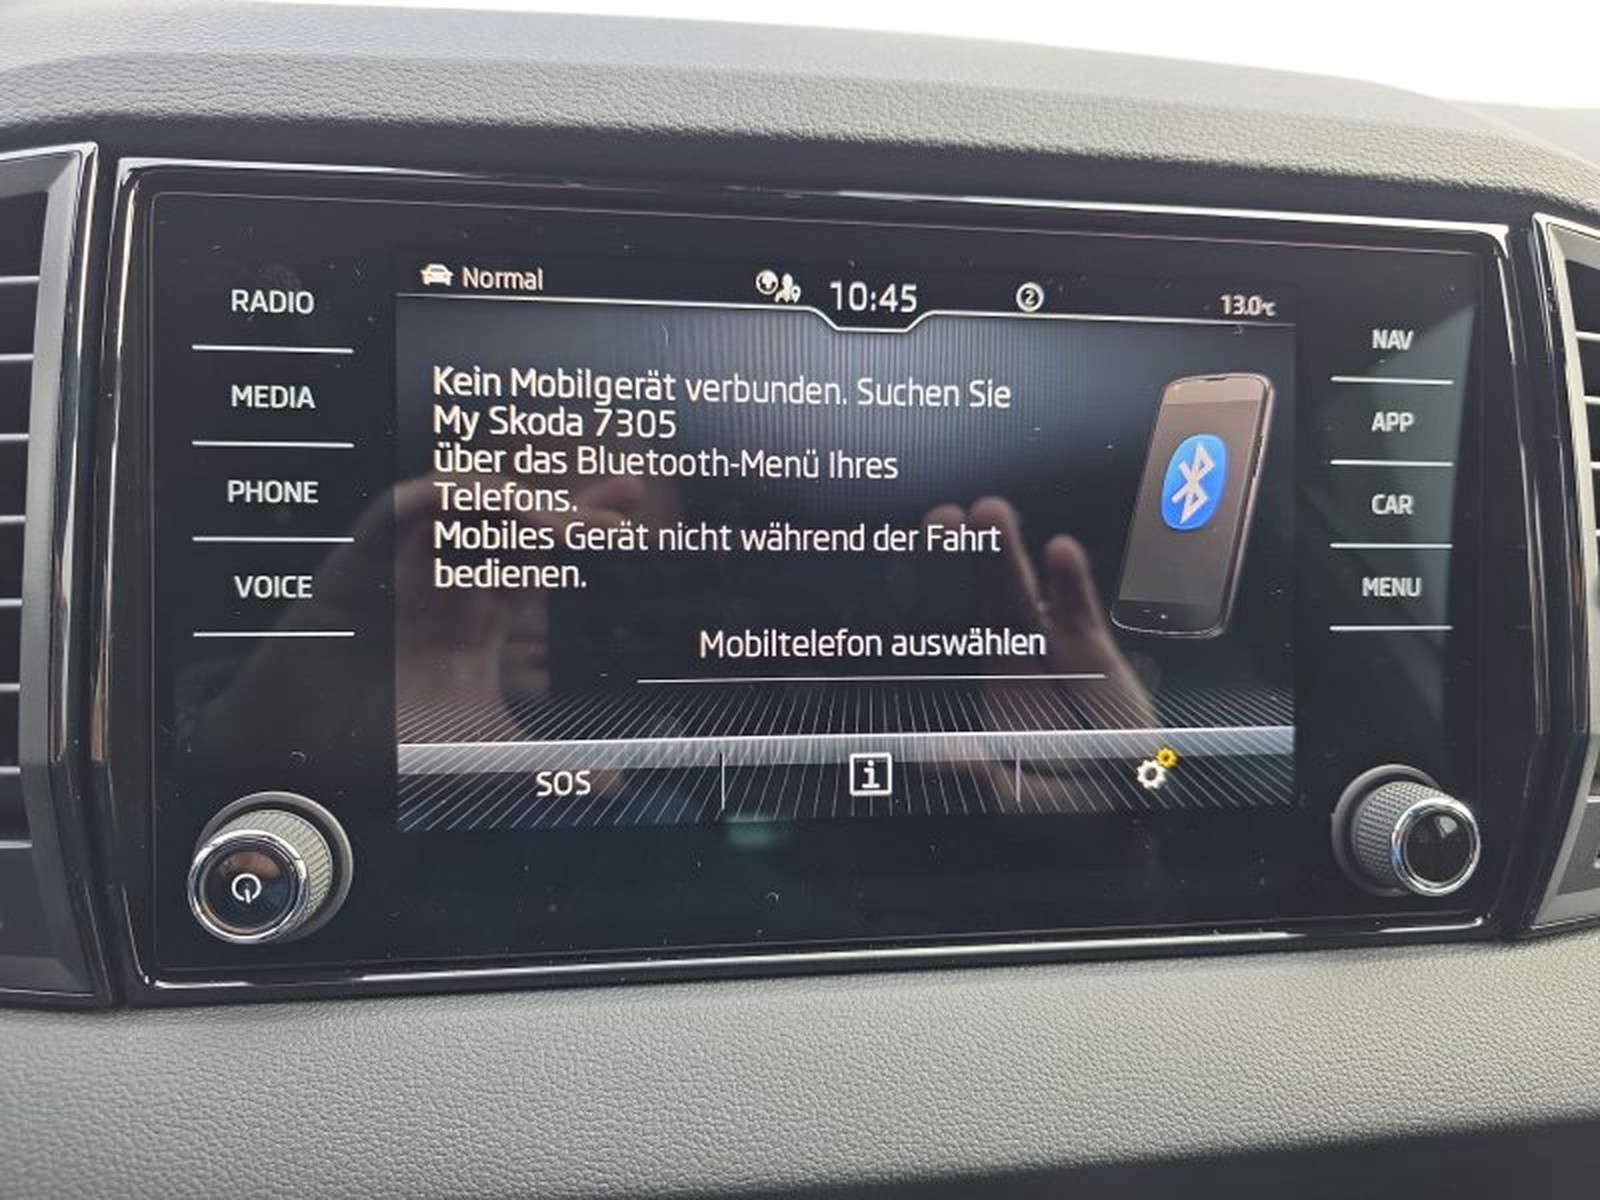 Normal
10:45
2
13.0°C
RADIO
MEDIA
PHONE
VOICE
Kein Mobilgerät verbunden. Suchen Sie
My Skoda 7305
über das Bluetooth-Menü Ihres
Telefons.
Mobiles Gerät nicht während der Fahrt
bedienen.
Mobiltelefon auswählen
SOS
i
NAV
APP
CAR
MENU